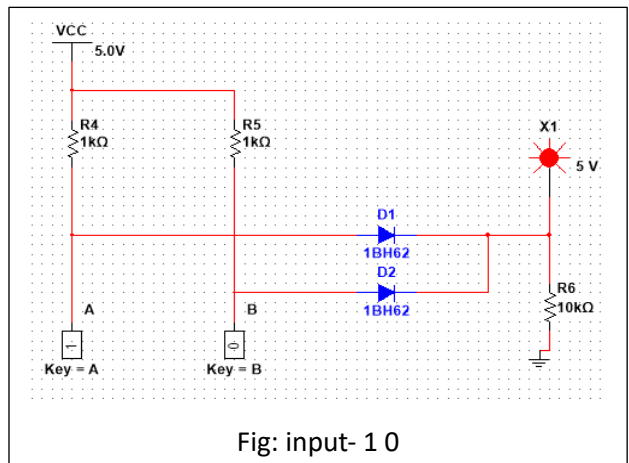 VCC
5.0V
R4
1kΩ
R5
1kΩ
X1
5 V
D1
1BH62
D2
1BH62
R6
10kΩ
A
B
1
0
Key = A
Key = B
Fig: input- 1 0